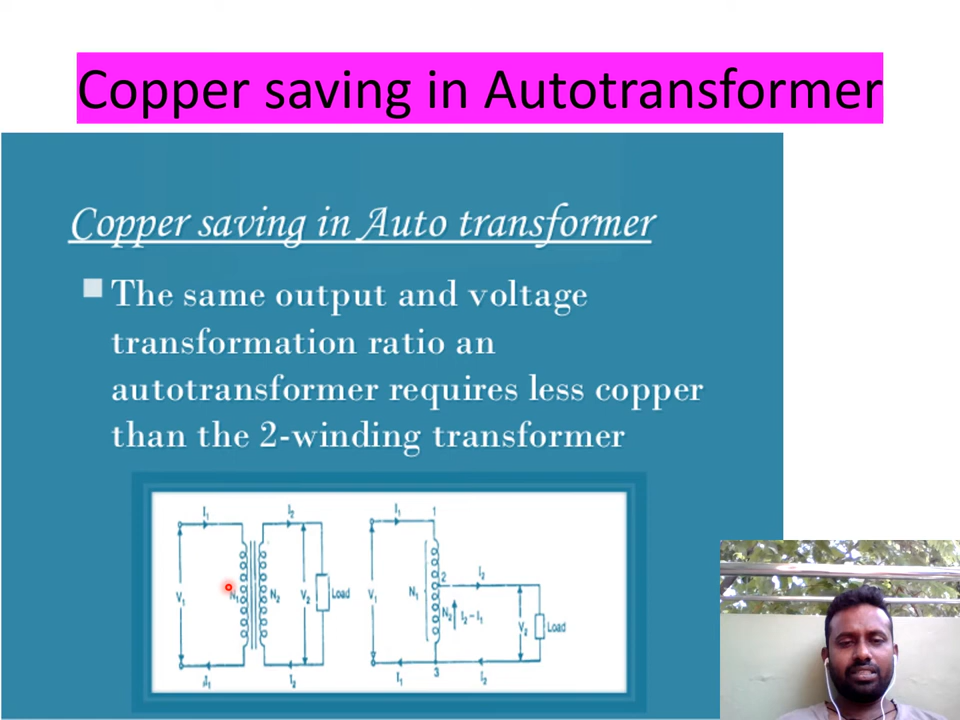 Copper saving in Autotransformer
Copper saving in Auto transformer
The same output and voltage
transformation ratio an
autotransformer requires less copper
than the 2-winding transformer
I₁ I₂ I₁ 1
V₁ N₁ N₂ V₂ Load V₁ N₁ 2 I₂
N₂ I₂-I₁ V₂ Load
I₁ I₂ I₁ 3 I₂